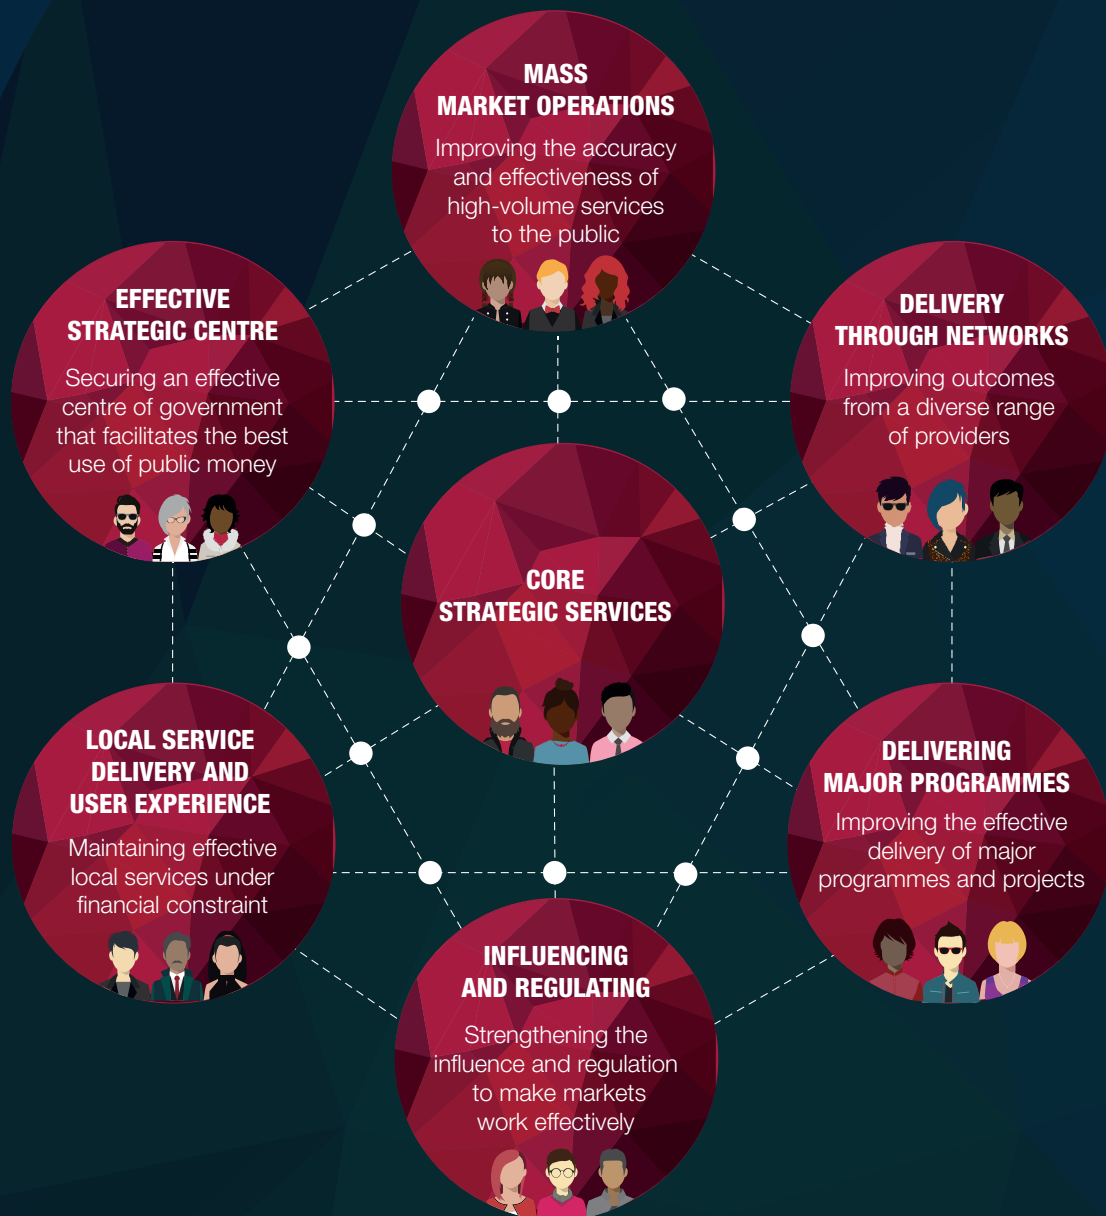 MASS
MARKET OPERATIONS
Improving the accuracy
and effectiveness of
high-volume services
to the public
EFFECTIVE
STRATEGIC CENTRE
Securing an effective
centre of government
that facilitates the best
use of public money
DELIVERY
THROUGH NETWORKS
Improving outcomes
from a diverse range
of providers
CORE
STRATEGIC SERVICES
LOCAL SERVICE
DELIVERY AND
USER EXPERIENCE
Maintaining effective
local services under
financial constraint
DELIVERING
MAJOR PROGRAMMES
Improving the effective
delivery of major
programmes and projects
INFLUENCING
AND REGULATING
Strengthening the
influence and regulation
to make markets
work effectively